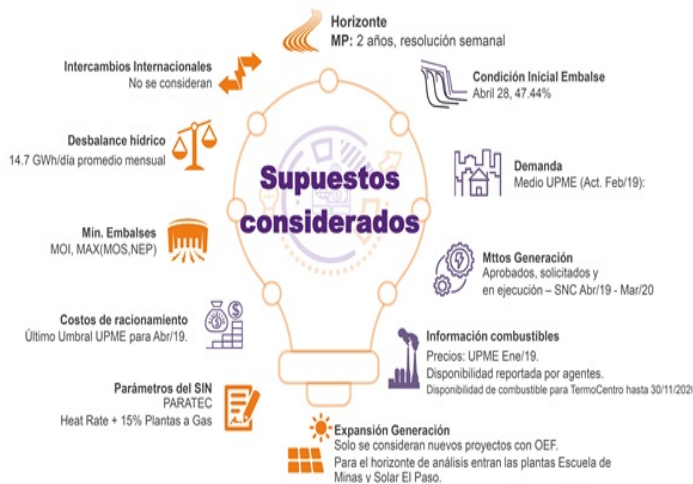 Horizonte
MP: 2 años, resolución semanal
Intercambios Internacionales
No se consideran
Condición Inicial Embalse
Abril 28, 47.44%
Desbalance hídrico
14.7 GWh/día promedio mensual
Demanda
Medio UPME (Act. Feb/19):
Supuestos
considerados
Mín. Embalses
MOI, MAX(MOS,NEP)
Mttos Generación
Aprobados, solicitados y
en ejecución – SNC Abr/19 - Mar/20
Costos de racionamiento
Último Umbral UPME para Abr/19.
Información combustibles
Precios: UPME Ene/19.
Disponibilidad reportada por agentes.
Disponibilidad de combustible para TermoCentro hasta 30/11/2020
Parámetros del SIN
PARATEC
Heat Rate + 15% Plantas a Gas
Expansión Generación
Solo se consideran nuevos proyectos con OEF.
Para el horizonte de análisis entran las plantas Escuela de
Minas y Solar El Paso.